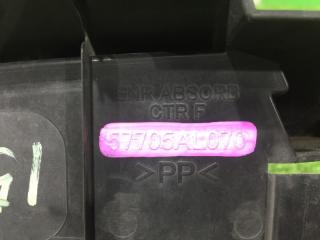 ENR.ABSORB
CTR F
57705AL070
>PP<